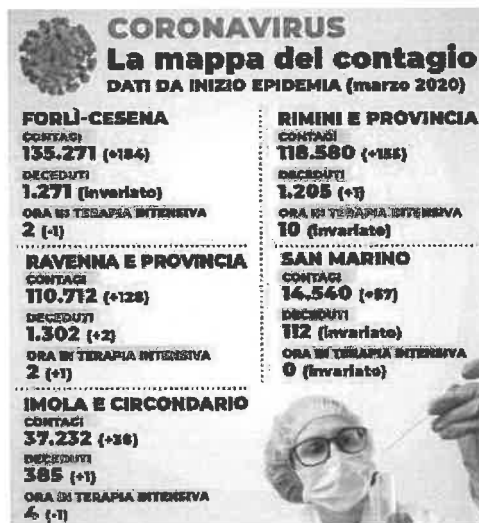 CORONAVIRUS
La mappa del contagio
DATI DA INIZIO EPIDEMIA (marzo 2020)
FORLÌ-CESENA
CONTAGI
135.271 (+184)
DECEDUTI
1.271 (invariato)
ORA IN TERAPIA INTENSIVA
2 (-1)
RAVENNA E PROVINCIA
CONTAGI
110.712 (+128)
DECEDUTI
1.302 (+2)
ORA IN TERAPIA INTENSIVA
2 (+1)
IMOLA E CIRCONDARIO
CONTAGI
37.232 (+36)
DECEDUTI
385 (+1)
ORA IN TERAPIA INTENSIVA
4 (-1)
RIMINI E PROVINCIA
CONTAGI
118.580
DECEDUTI
1.205 (+1)
ORA IN TERAPIA INTENSIVA
10 (invariato)
SAN MARINO
CONTAGI
14.540 (+57)
DECEDUTI
112 (invariato)
ORA IN TERAPIA INTENSIVA
0 (invariato)